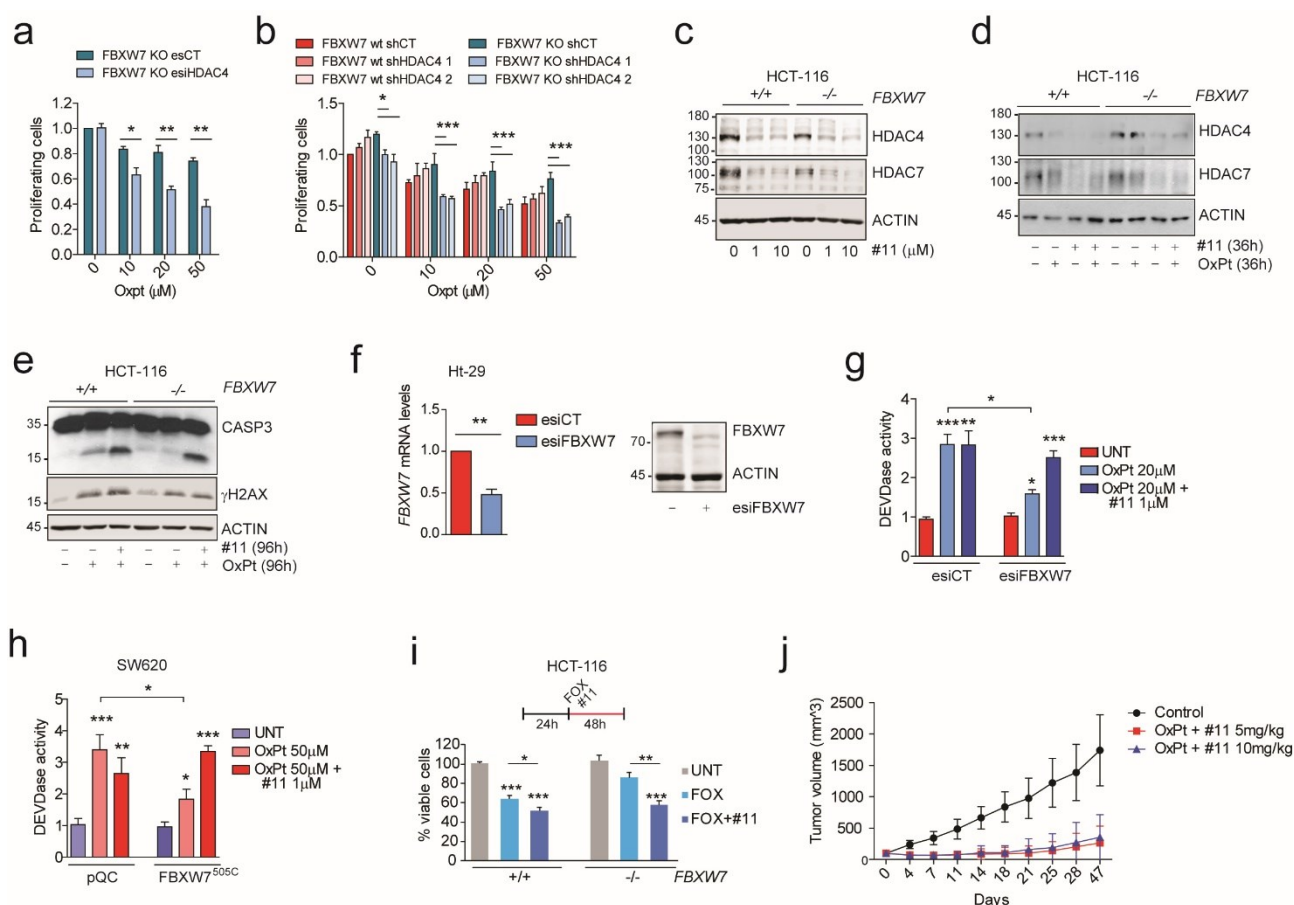 a
FBXW7 KO esCT
FBXW7 KO esiHDAC4
Proliferating cells
1.2
1.0
0.8
0.6
0.4
0.2
0.0
* ** **
0 10 20 50
Oxpt (µM)
b
FBXW7 wt shCT
FBXW7 wt shHDAC4 1
FBXW7 wt shHDAC4 2
FBXW7 KO shCT
FBXW7 KO shHDAC4 1
FBXW7 KO shHDAC4 2
Proliferating cells
1.5
1.0
0.5
0.0
* *** *** ***
0 10 20 50
Oxpt (µM)
c
HCT-116
+/+ -/- FBXW7
180
130
100
HDAC4
130
100
75
HDAC7
45
ACTIN
0 1 10 0 1 10
#11 (µM)
d
HCT-116
+/+ -/- FBXW7
180
130
HDAC4
130
100
HDAC7
45
ACTIN
− − + + − − + + #11 (36h)
− + − + − + − + OxPt (36h)
e
HCT-116
+/+ -/- FBXW7
35
CASP3
15
15
γH2AX
45
ACTIN
− − + − − + #11 (96h)
− + + − + + OxPt (96h)
f
Ht-29
FBXW7 mRNA levels
1.5
1.0
0.5
0.0
**
esiCT
esiFBXW7
70
FBXW7
45
ACTIN
− + esiFBXW7
g
DEVDase activity
4
3
2
1
0
*
*** ** * ***
UNT
OxPt 20µM
OxPt 20µM +
#11 1µM
esiCT esiFBXW7
h
SW620
DEVDase activity
5
4
3
2
1
0
*
*** ** * ***
UNT
OxPt 50µM
OxPt 50µM +
#11 1µM
pQC FBXW7505C
i
HCT-116
FOX
#11
24h 48h
% viable cells
120
100
80
60
40
20
0
* **
*** *** ***
UNT
FOX
FOX+#11
+/+ -/- FBXW7
j
Tumor volume (mm^3)
2500
2000
1500
1000
500
0
Control
OxPt + #11 5mg/kg
OxPt + #11 10mg/kg
0 4 7 11 14 18 21 25 28 47
Days